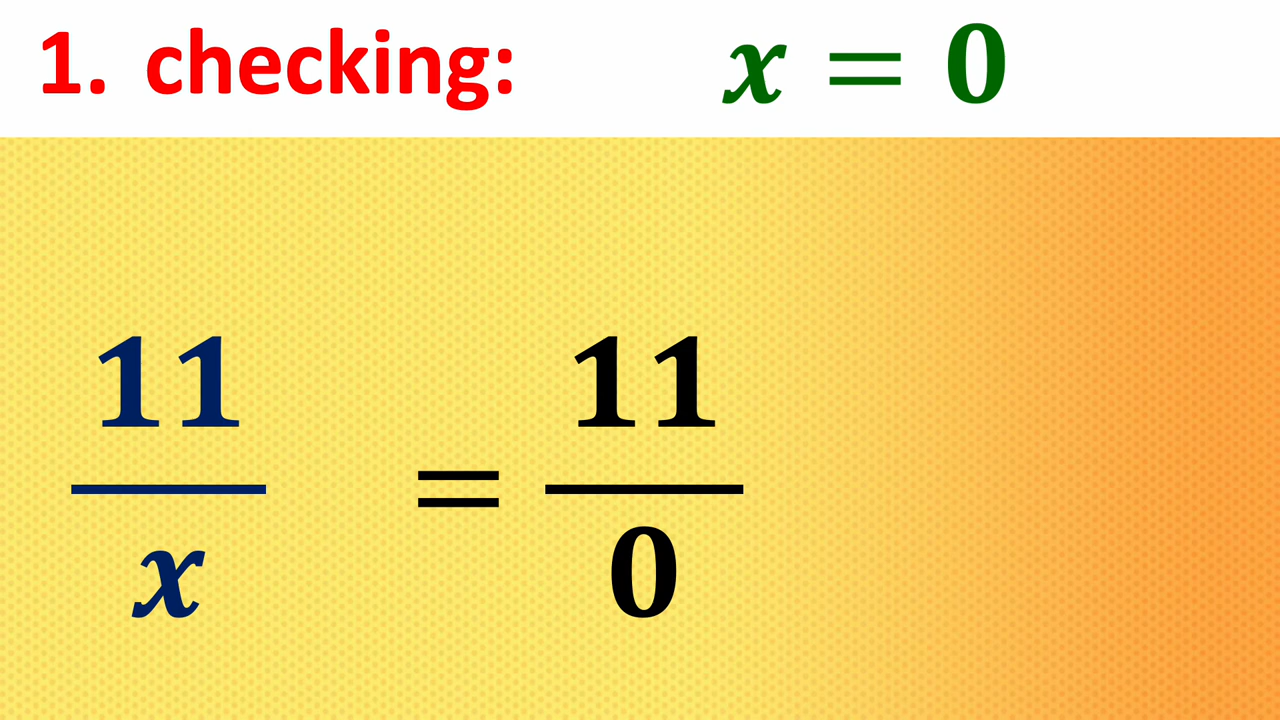 1. checking: x = 0
11/x = 11/0